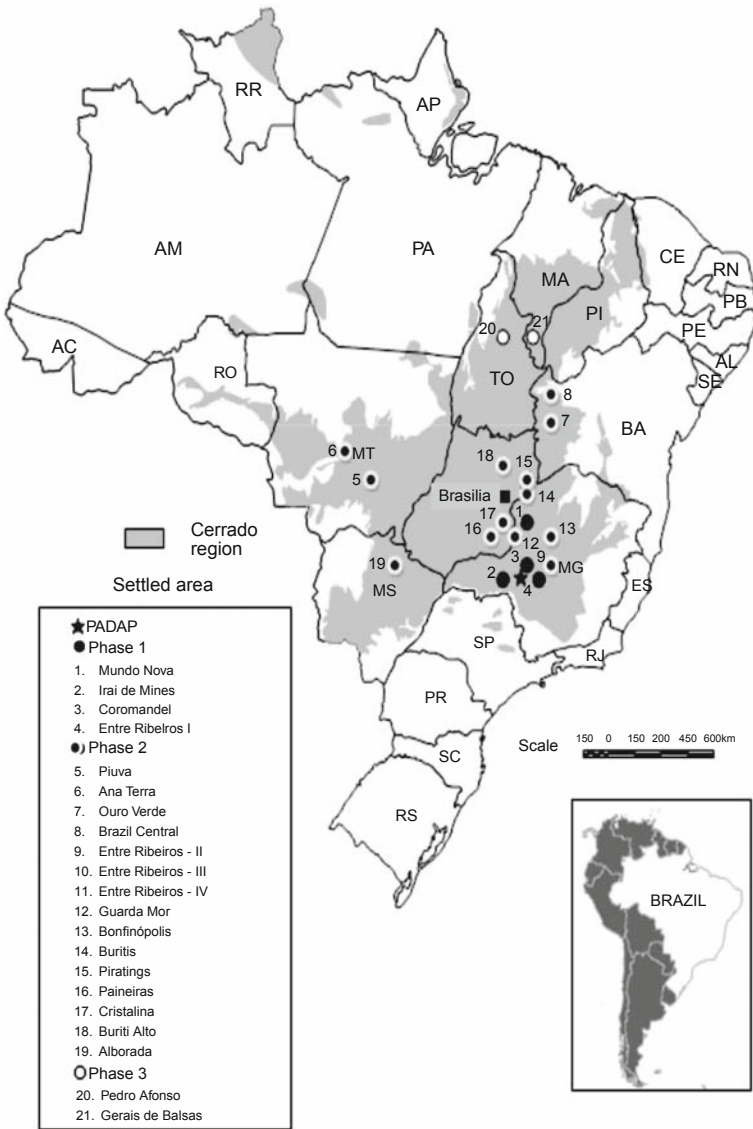 RR
AP
AM
PA
MA
CE
RN
PB
PI
PE
AL
SE
AC
RO
20
21
TO
8
7
BA
6 MT
5
18
15
Brasilia
14
17
1
16
12
13
3
9
19
2
4
MG
MS
ES
SP
RJ
PR
SC
RS
Cerrado
region
Settled area
PADAP
Phase 1
1. Mundo Nova
2. Irai de Mines
3. Coromandel
4. Entre Ribelros I
Phase 2
5. Piuva
6. Ana Terra
7. Ouro Verde
8. Brazil Central
9. Entre Ribeiros - II
10. Entre Ribeiros - III
11. Entre Ribeiros - IV
12. Guarda Mor
13. Bonfinópolis
14. Buritis
15. Piratings
16. Paineiras
17. Cristalina
18. Buriti Alto
19. Alborada
Phase 3
20. Pedro Afonso
21. Gerais de Balsas
Scale
150 0 150 200 450 600km
BRAZIL